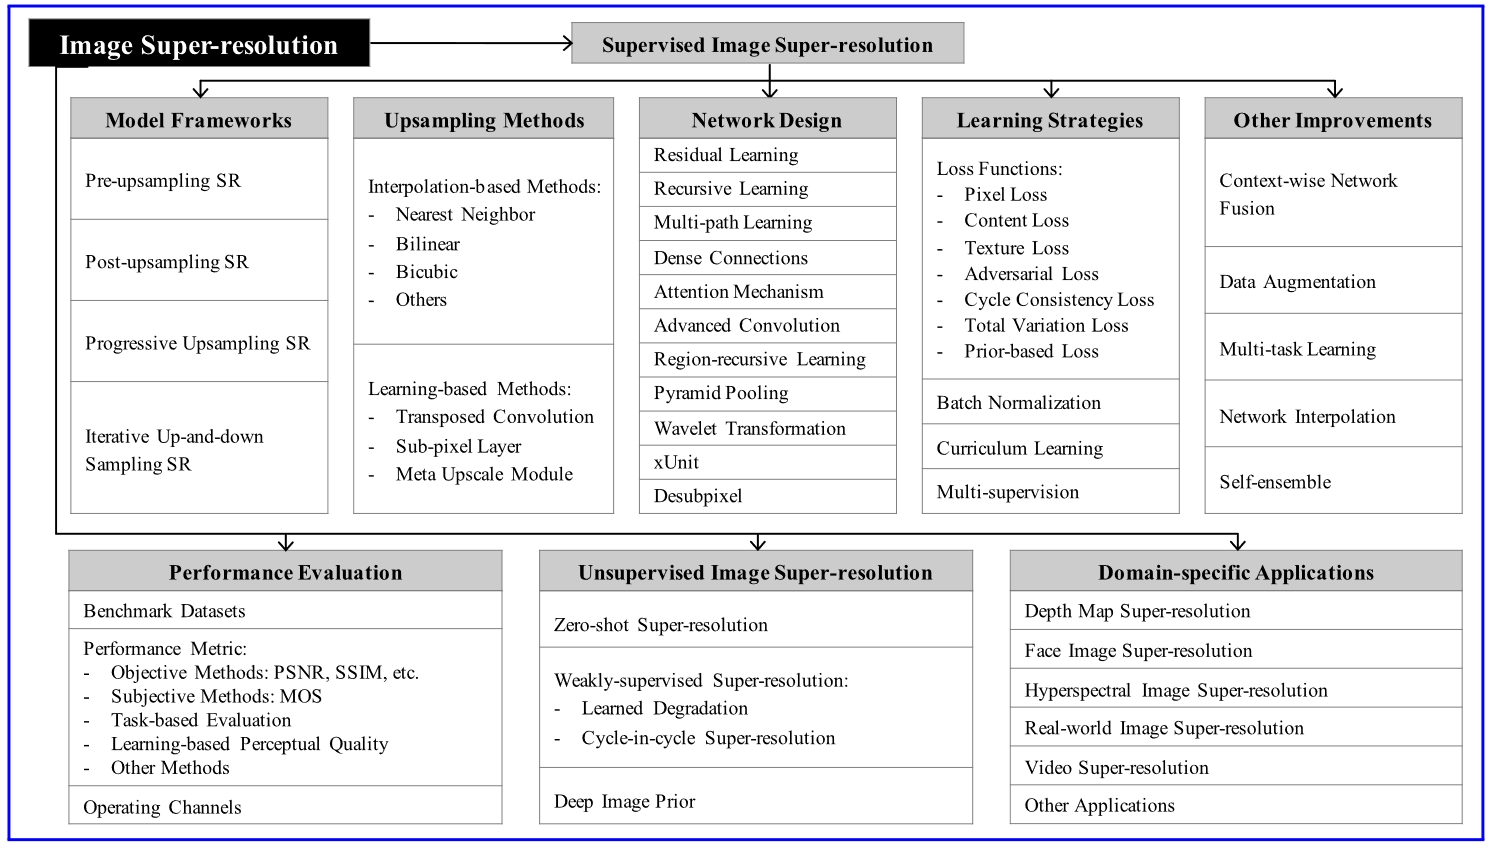 Image Super-resolution
Supervised Image Super-resolution
Model Frameworks
Pre-upsampling SR
Post-upsampling SR
Progressive Upsampling SR
Iterative Up-and-down
Sampling SR
Upsampling Methods
Interpolation-based Methods:
- Nearest Neighbor
- Bilinear
- Bicubic
- Others
Learning-based Methods:
- Transposed Convolution
- Sub-pixel Layer
- Meta Upscale Module
Network Design
Residual Learning
Recursive Learning
Multi-path Learning
Dense Connections
Attention Mechanism
Advanced Convolution
Region-recursive Learning
Pyramid Pooling
Wavelet Transformation
xUnit
Desubpixel
Learning Strategies
Loss Functions:
- Pixel Loss
- Content Loss
- Texture Loss
- Adversarial Loss
- Cycle Consistency Loss
- Total Variation Loss
- Prior-based Loss
Batch Normalization
Curriculum Learning
Multi-supervision
Other Improvements
Context-wise Network
Fusion
Data Augmentation
Multi-task Learning
Network Interpolation
Self-ensemble
Performance Evaluation
Benchmark Datasets
Performance Metric:
- Objective Methods: PSNR, SSIM, etc.
- Subjective Methods: MOS
- Task-based Evaluation
- Learning-based Perceptual Quality
- Other Methods
Operating Channels
Unsupervised Image Super-resolution
Zero-shot Super-resolution
Weakly-supervised Super-resolution:
- Learned Degradation
- Cycle-in-cycle Super-resolution
Deep Image Prior
Domain-specific Applications
Depth Map Super-resolution
Face Image Super-resolution
Hyperspectral Image Super-resolution
Real-world Image Super-resolution
Video Super-resolution
Other Applications